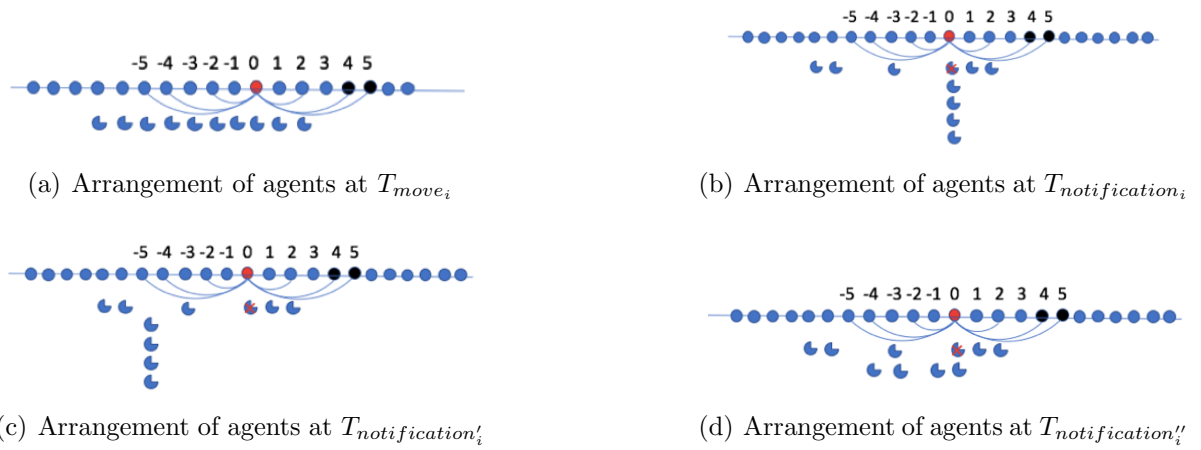 -5 -4 -3 -2 -1 0 1 2 3 4 5
(a) Arrangement of agents at T_{move_i}
-5 -4 -3 -2 -1 0 1 2 3 4 5
(b) Arrangement of agents at T_{notification_i}
-5 -4 -3 -2 -1 0 1 2 3 4 5
(c) Arrangement of agents at T_{notification'_i}
-5 -4 -3 -2 -1 0 1 2 3 4 5
(d) Arrangement of agents at T_{notification''_i}